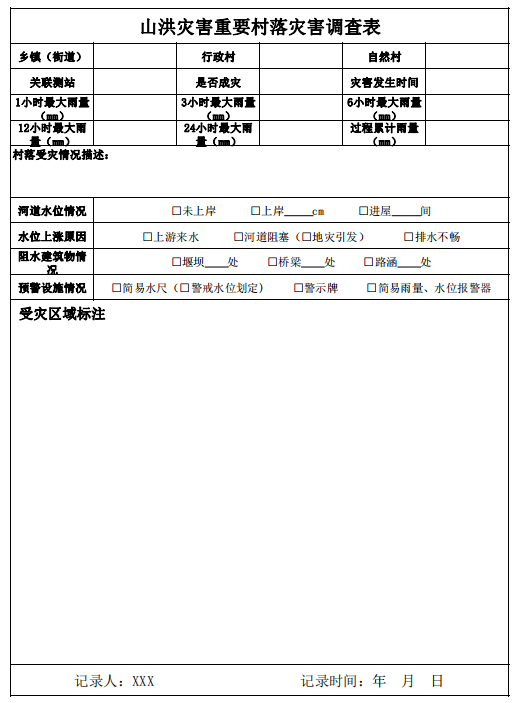 山洪灾害重要村落灾害调查表
乡镇（街道） 行政村 自然村
关联测站 是否成灾 灾害发生时间
1小时最大雨量（mm） 3小时最大雨量（mm） 6小时最大雨量（mm）
12小时最大雨量（mm） 24小时最大雨量（mm） 过程累计雨量（mm）
村落受灾情况描述：
河道水位情况 □未上岸 □上岸____cm □进屋____间
水位上涨原因 □上游来水 □河道阻塞（□地灾引发） □排水不畅
阻水建筑物情况 □堰坝____处 □桥梁____处 □路涵____处
预警设施情况 □简易水尺（□警戒水位划定） □警示牌 □简易雨量、水位报警器
受灾区域标注
记录人：XXX 记录时间：年 月 日